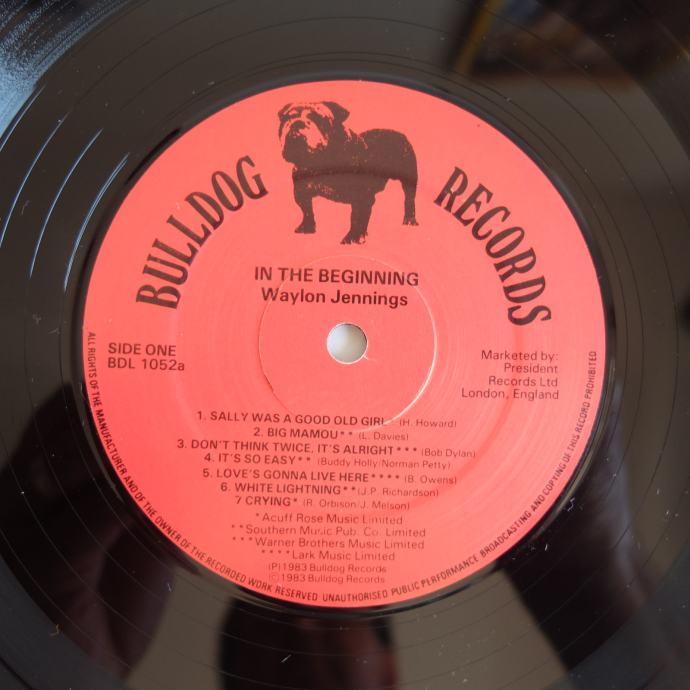 BULLDOG RECORDS
IN THE BEGINNING
Waylon Jennings
SIDE ONE
BDL 1052a
Marketed by:
President
Records Ltd
London, England
1. SALLY WAS A GOOD OLD GIRL (H. Howard)
2. BIG MAMOU** (L. Davies)
3. DON'T THINK TWICE, IT'S ALRIGHT*** (Bob Dylan)
4. IT'S SO EASY** (Buddy Holly/Norman Petty)
5. LOVE'S GONNA LIVE HERE**** (B. Owens)
6. WHITE LIGHTNING** (J.P. Richardson)
7 CRYING* (R. Orbison/J. Melson)
*Acuff Rose Music Limited
**Southern Music Pub. Co. Limited
***Warner Brothers Music Limited
****Lark Music Limited
(P)1983 Bulldog Records
©1983 Bulldog Records
ALL RIGHTS OF THE MANUFACTURER AND OF THE OWNER OF THE RECORDED WORK RESERVED UNAUTHORISED PUBLIC PERFORMANCE BROADCASTING AND COPYING OF THIS RECORD PROHIBITED